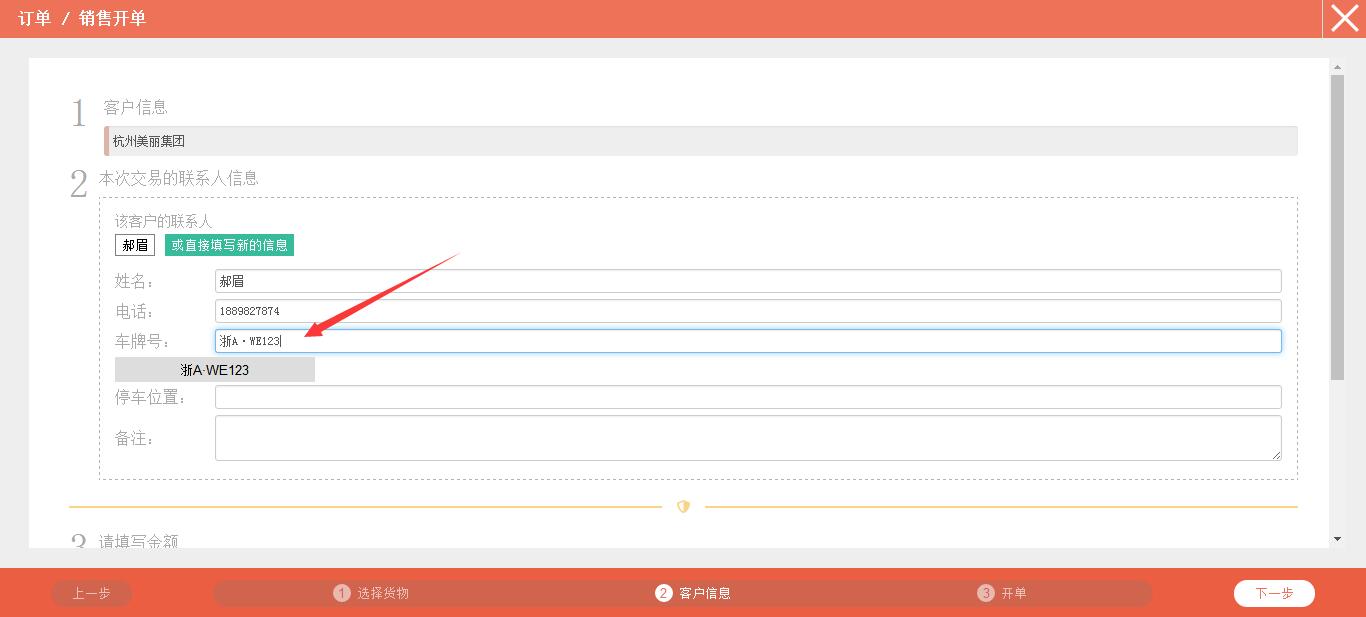 订单 / 销售开单
1 客户信息
杭州美丽集团
2 本次交易的联系人信息
该客户的联系人
郝眉 或直接填写新的信息
姓名： 郝眉
电话： 1889827874
车牌号： 浙A·WE123
浙A·WE123
停车位置：
备注：
3 请填写金额
上一步 1 选择货物 2 客户信息 3 开单 下一步